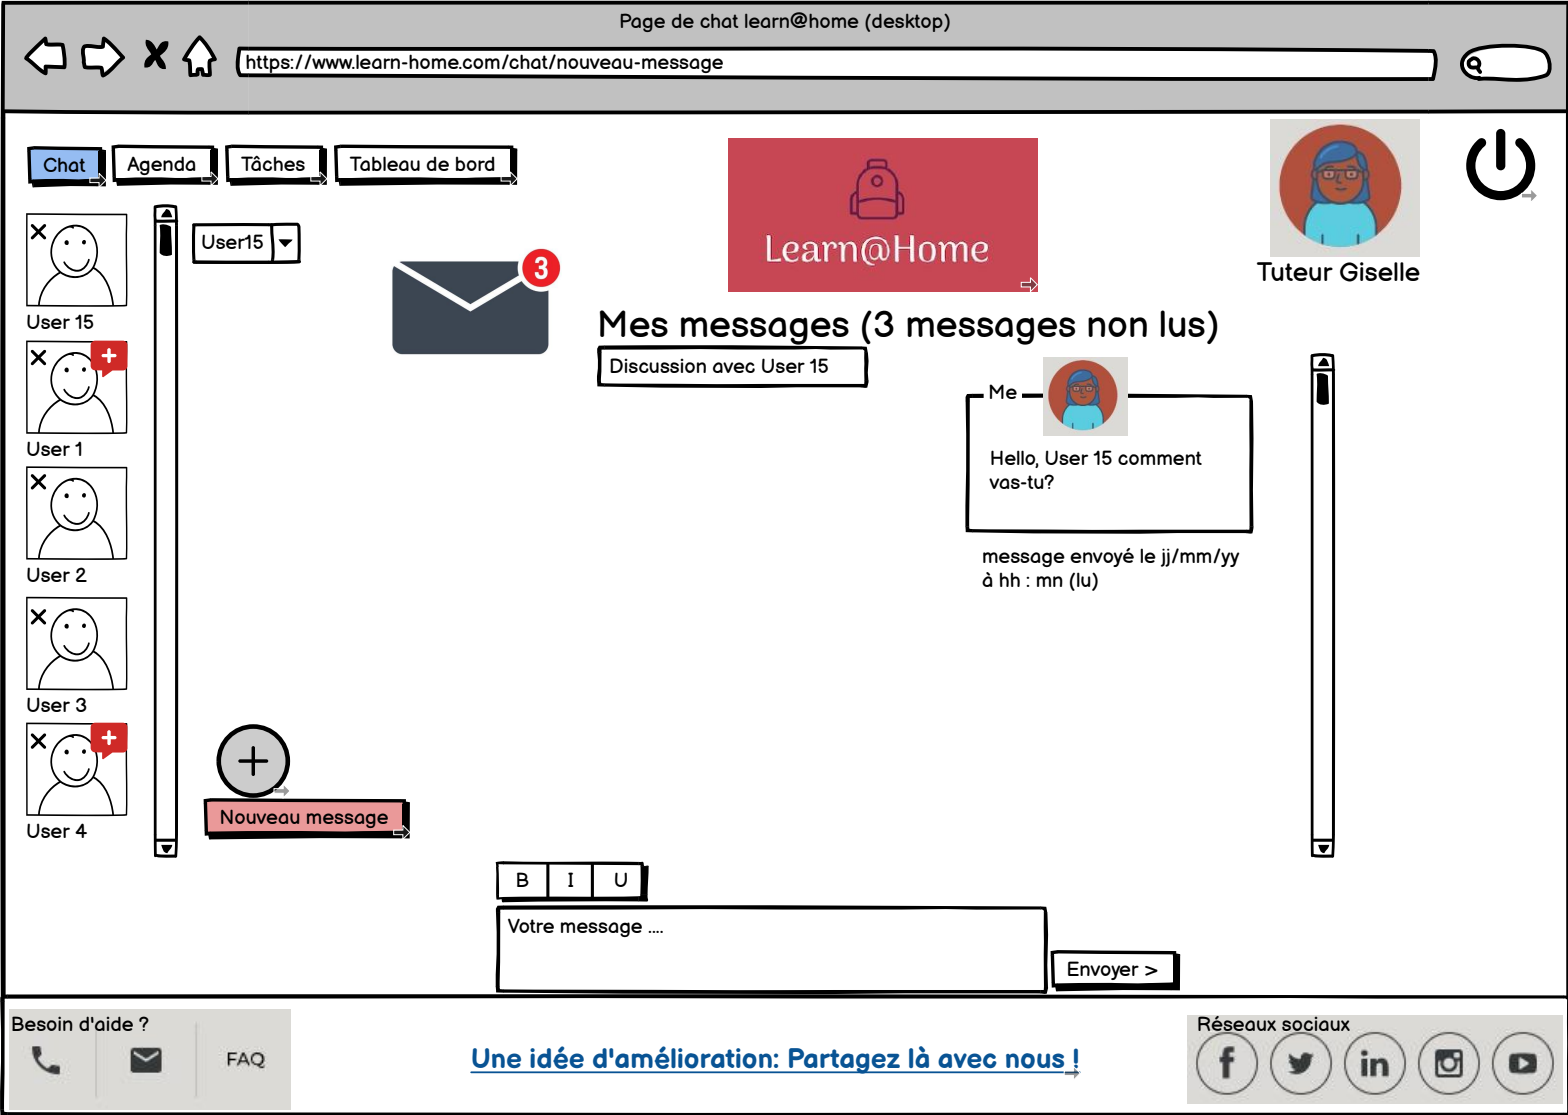 Page de chat learn@home (desktop)
https://www.learn-home.com/chat/nouveau-message
Chat
Agenda
Tâches
Tableau de bord
User 15
User 1
User 2
User 3
User 4
User15
3
Learn@Home
Tuteur Giselle
Mes messages (3 messages non lus)
Discussion avec User 15
Me
Hello, User 15 comment
vas-tu?
message envoyé le jj/mm/yy
à hh : mn (lu)
Nouveau message
B I U
Votre message ....
Envoyer >
Besoin d'aide ?
FAQ
Une idée d'amélioration: Partagez là avec nous !
Réseaux sociaux